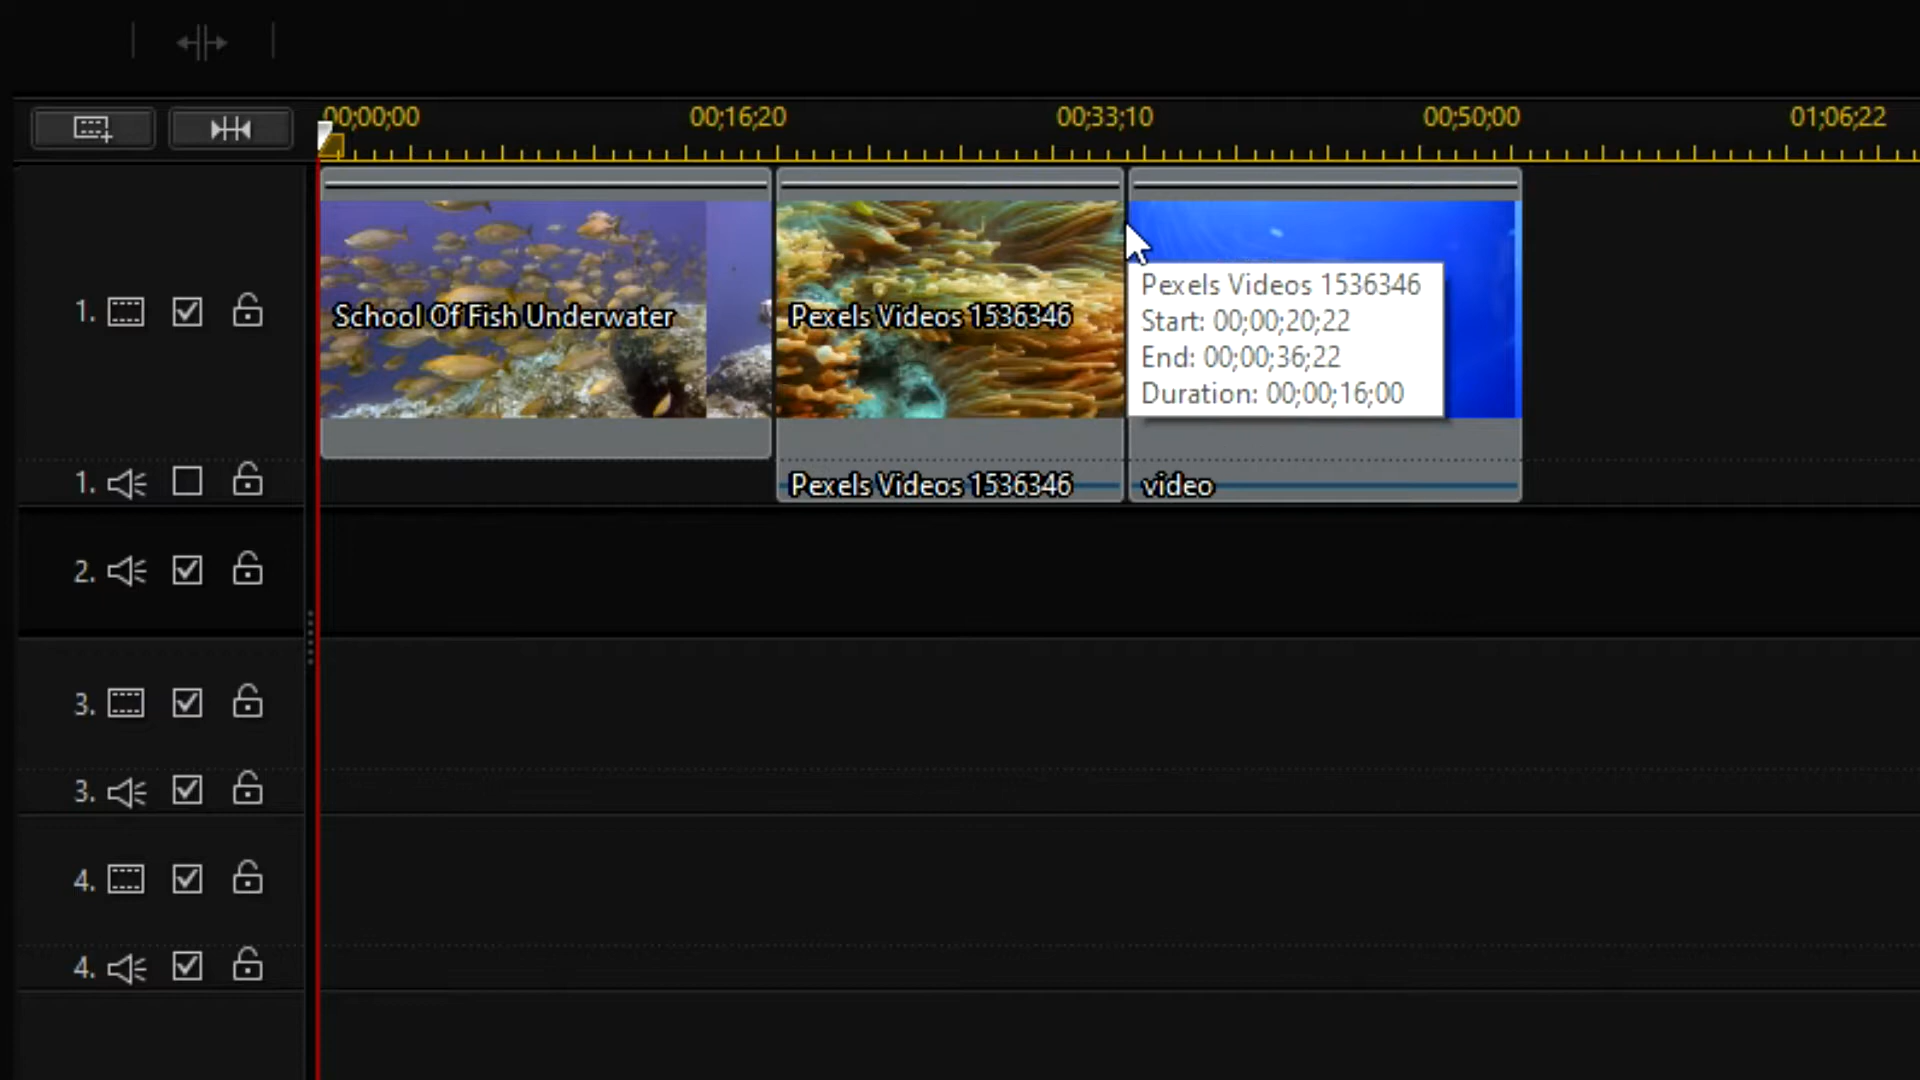 00;00;00 00;16;20 00;33;10 00;50;00 01;06;22
1.
School Of Fish Underwater
Pexels Videos 1536346
Pexels Videos 1536346
Start: 00;00;20;22
End: 00;00;36;22
Duration: 00;00;16;00
1.
Pexels Videos 1536346
video
2.
3.
3.
4.
4.